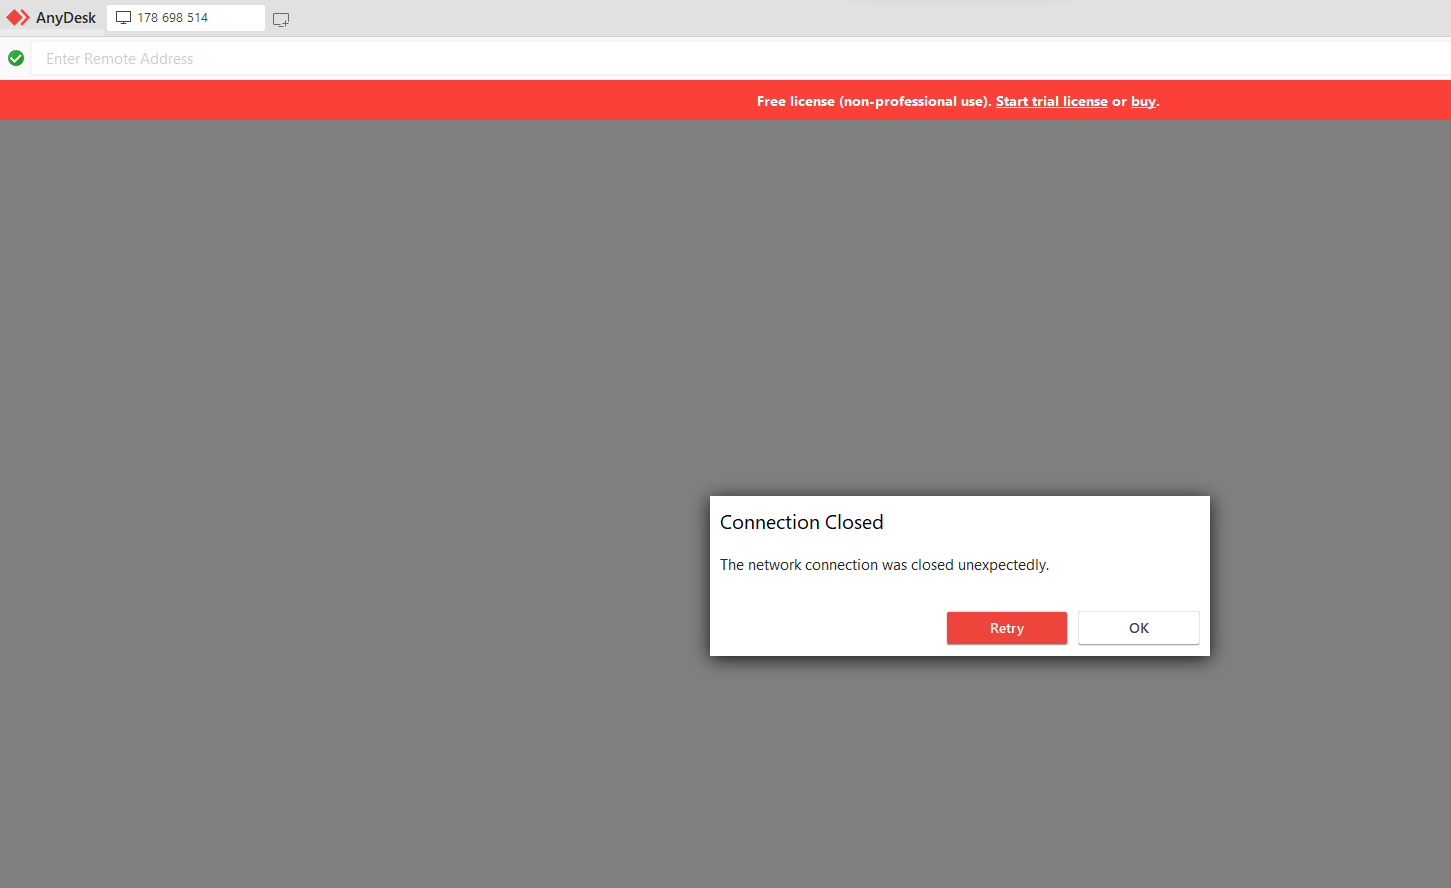 AnyDesk
178 698 514
Enter Remote Address
Free license (non-professional use). Start trial license or buy.
Connection Closed
The network connection was closed unexpectedly.
Retry
OK